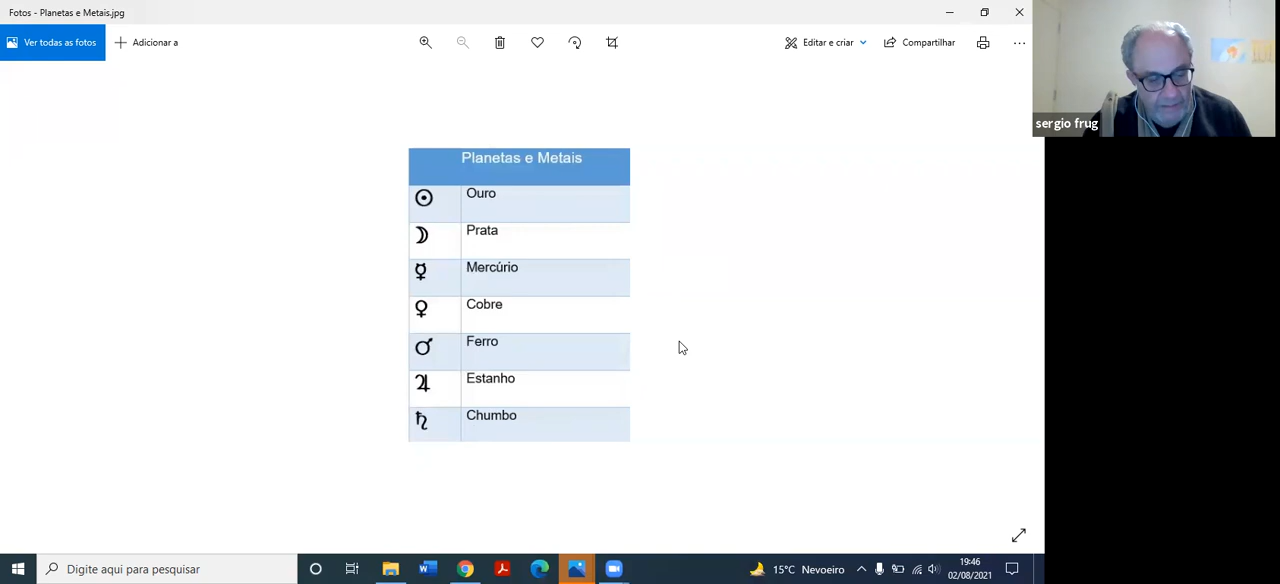 Fotos - Planetas e Metais.jpg
Ver todas as fotos
Adicionar a
Editar e criar
Compartilhar
sergio frug
Planetas e Metais
☉ Ouro
☽ Prata
☿ Mercúrio
♀ Cobre
♂ Ferro
♃ Estanho
♄ Chumbo
Digite aqui para pesquisar
15°C Nevoeiro
19:46
02/08/2021